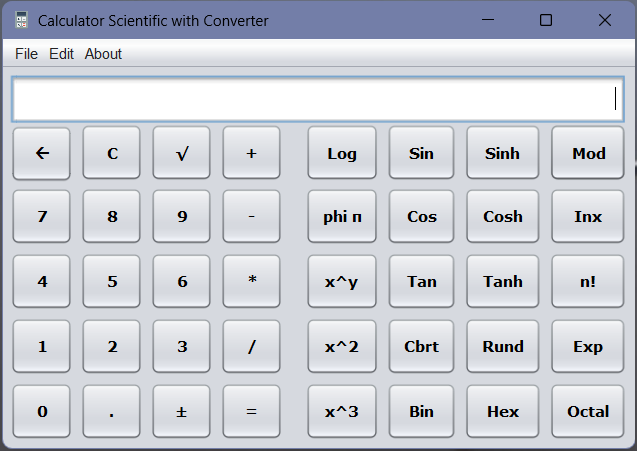 Calculator Scientific with Converter
File Edit About
← C √ + Log Sin Sinh Mod
7 8 9 - phi π Cos Cosh Inx
4 5 6 * x^y Tan Tanh n!
1 2 3 / x^2 Cbrt Rund Exp
0 . ± = x^3 Bin Hex Octal